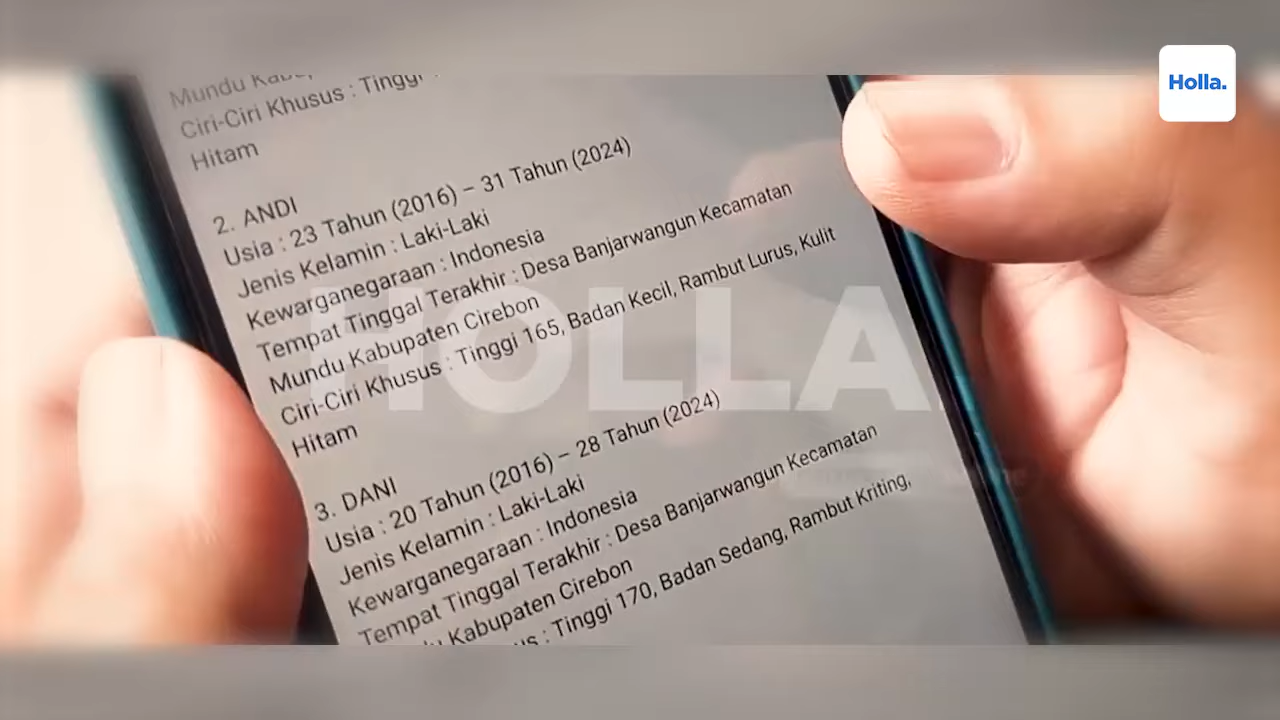 Holla.
Mundu
Ciri-Ciri Khusus : Tinggi
Hitam
2. ANDI
Usia : 23 Tahun (2016) – 31 Tahun (2024)
Jenis Kelamin : Laki-Laki
Kewarganegaraan : Indonesia
Tempat Tinggal Terakhir : Desa Banjarwangun Kecamatan
Mundu Kabupaten Cirebon
Ciri-Ciri Khusus : Tinggi 165, Badan Kecil, Rambut Lurus, Kulit
Hitam
HOLLA.
3. DANI
Usia : 20 Tahun (2016) – 28 Tahun (2024)
Jenis Kelamin : Laki-Laki
Kewarganegaraan : Indonesia
Tempat Tinggal Terakhir : Desa Banjarwangun Kecamatan
Kabupaten Cirebon
: Tinggi 170, Badan Sedang, Rambut Kriting,